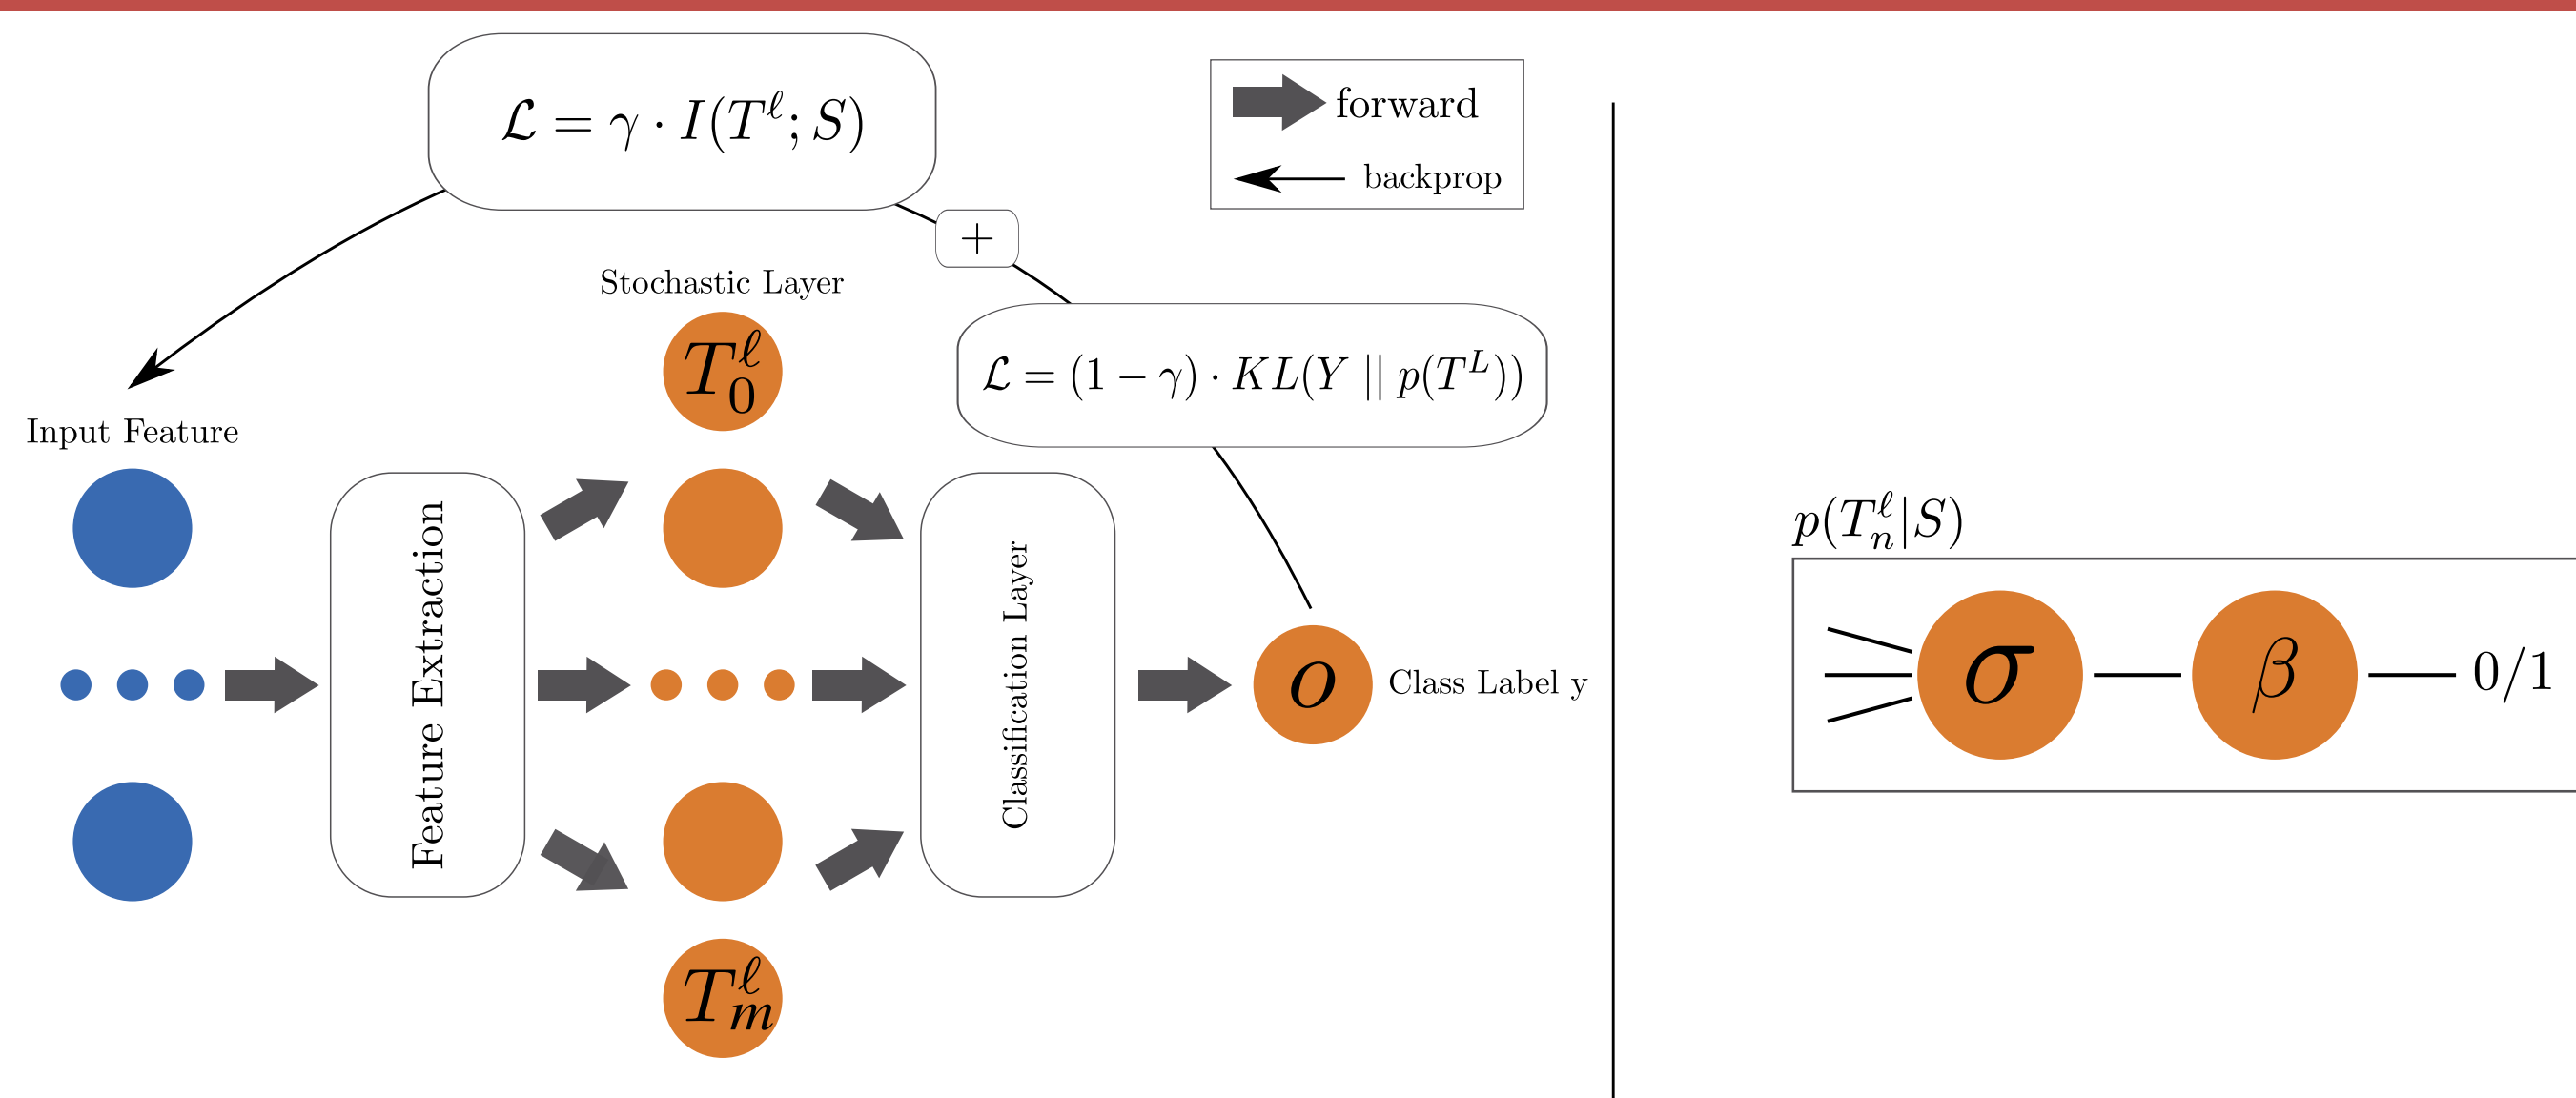 ℒ = γ · I(T^ℓ; S)
forward
backprop
+
Stochastic Layer
T_0^ℓ
ℒ = (1 − γ) · KL(Y || p(T^L))
Input Feature
Feature Extraction
Classification Layer
o
Class Label y
T_m^ℓ
p(T_n^ℓ|S)
σ
β
0/1